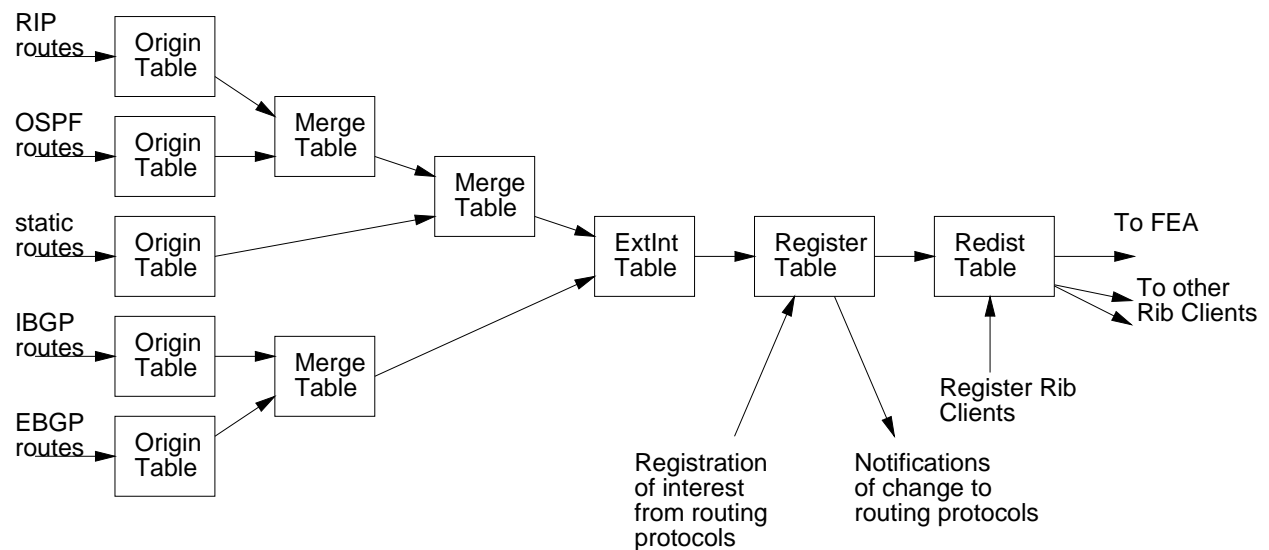 RIP
routes
Origin
Table
OSPF
routes
Origin
Table
static
routes
Origin
Table
IBGP
routes
Origin
Table
EBGP
routes
Origin
Table
Merge
Table
Merge
Table
Merge
Table
ExtInt
Table
Register
Table
Redist
Table
To FEA
To other
Rib Clients
Register Rib
Clients
Registration
of interest
from routing
protocols
Notifications
of change to
routing protocols